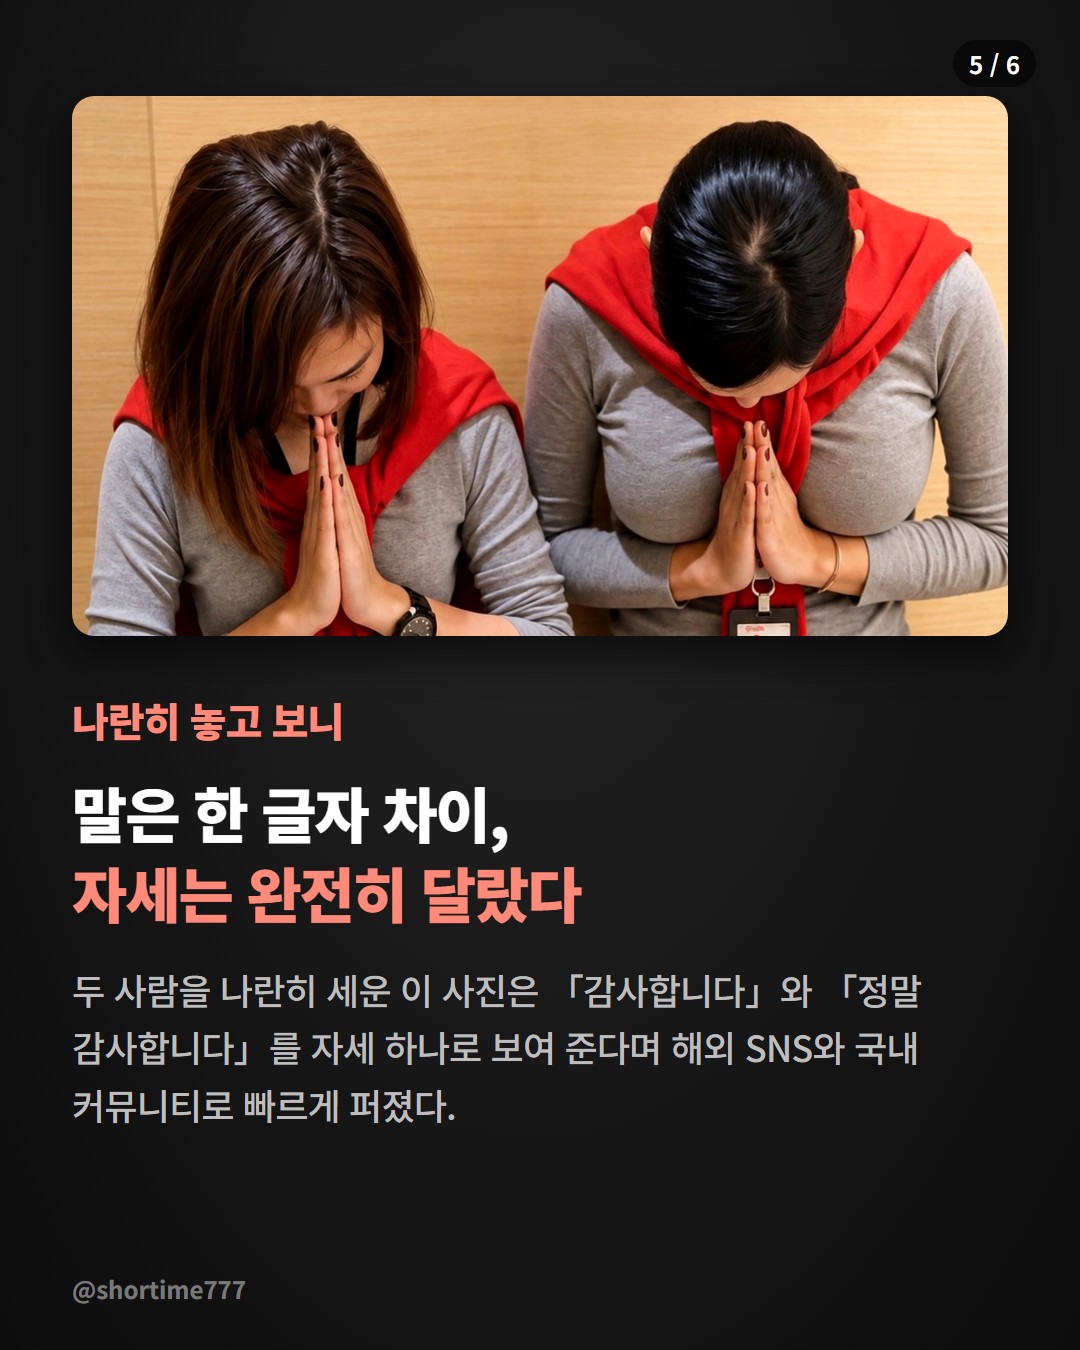 5 / 6
나란히 놓고 보니
말은 한 글자 차이,
자세는 완전히 달랐다
두 사람을 나란히 세운 이 사진은 「감사합니다」와 「정말
감사합니다」를 자세 하나로 보여 준다며 해외 SNS와 국내
커뮤니티로 빠르게 퍼졌다.
@shortime777